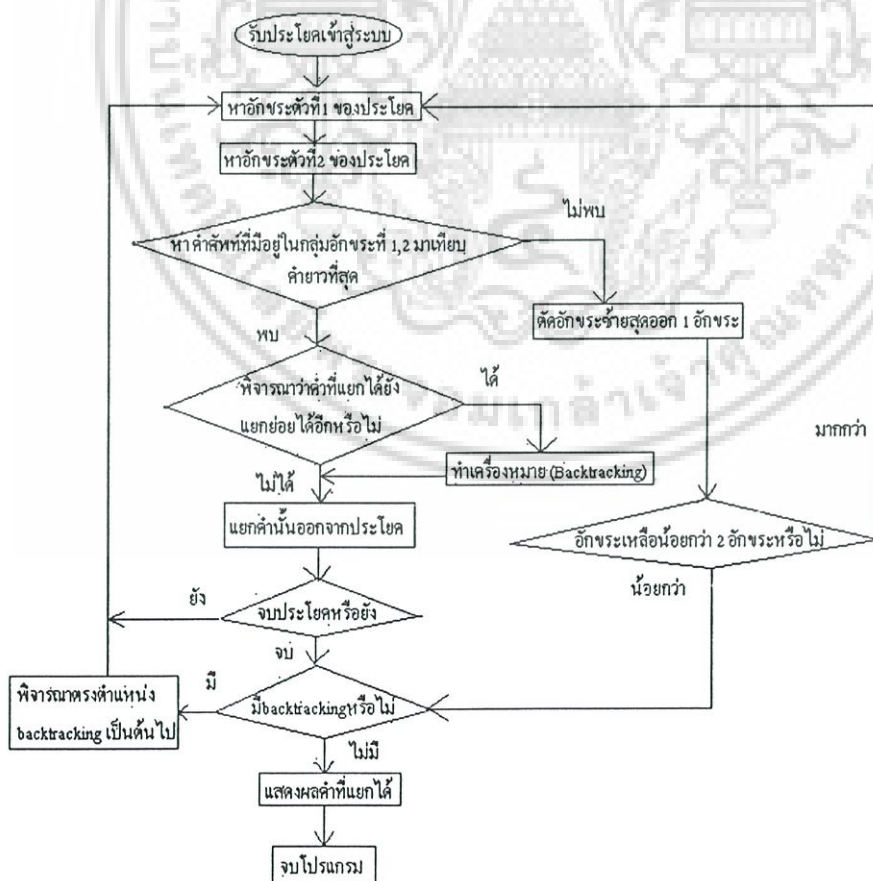 รับประโยคเข้าสู่ระบบ
หาอักขระตัวที่1 ของประโยค
หาอักขระตัวที่2 ของประโยค
ไม่พบ
หาคำศัพท์ที่มีอยู่ในกลุ่มอักขระที่ 1,2 มาเทียบ
คำยาวที่สุด
ตัดอักขระซ้ายสุดออก 1 อักขระ
พบ
พิจารณาว่าคำที่แยกได้ยัง
แยกย่อยได้อีกหรือไม่
ได้
มากกว่า
ทำเครื่องหมาย (Backtracking)
ไม่ได้
แยกคำนั้นออกจากประโยค
อักขระเหลือน้อยกว่า 2 อักขระหรือไม่
น้อยกว่า
ยัง
จบประโยคหรือยัง
จบ
พิจารณาตรงตำแหน่ง
backtracking เป็นต้นไป
มี
มีbacktrackingหรือไม่
ไม่มี
แสดงผลคำที่แยกได้
จบโปรแกรม